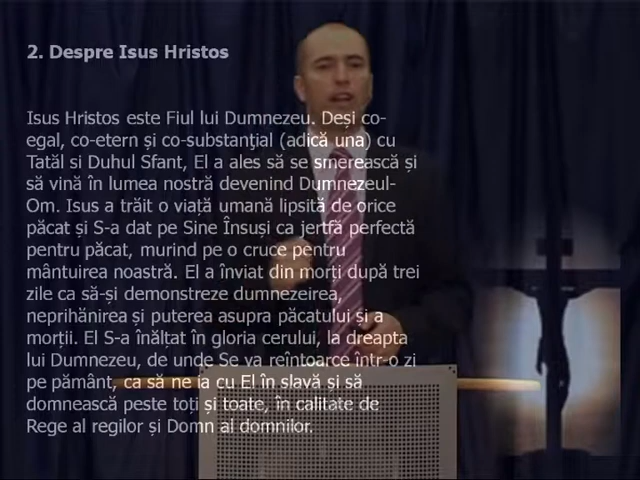 2. Despre Isus Hristos
Isus Hristos este Fiul lui Dumnezeu. Deși co-
egal, co-etern și co-substanţial (adică una) cu
Tatăl si Duhul Sfant, El a ales să se smerească și
să vină în lumea nostră devenind Dumnezeul-
Om. Isus a trăit o viață umană lipsită de orice
păcat și S-a dat pe Sine Însuși ca jertfă perfectă
pentru păcat, murind pe o cruce pentru
mântuirea noastră. El a înviat din morți după trei
zile ca să-și demonstreze dumnezeirea,
neprihănirea și puterea asupra păcatului și a
morții. El S-a înălțat în gloria cerului, la dreapta
lui Dumnezeu, de unde Se va reîntoarce într-o zi
pe pământ, ca să ne ia cu El în slavă și să
domnească peste toți și toate, în calitate de
Rege al regilor și Domn al domnilor.